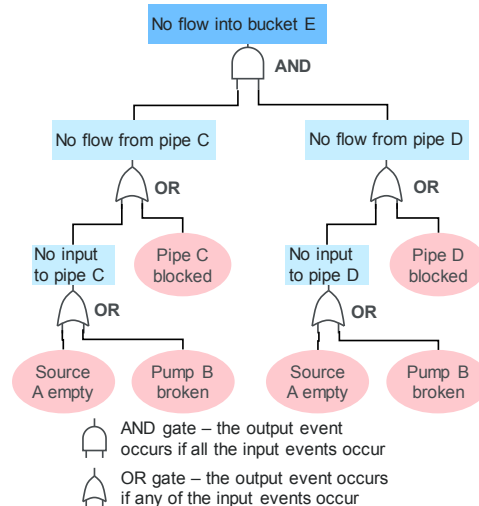 No flow into bucket E
AND
No flow from pipe C
No flow from pipe D
OR
OR
No input
to pipe C
Pipe C
blocked
No input
to pipe D
Pipe D
blocked
OR
OR
Source
A empty
Pump B
broken
Source
A empty
Pump B
broken
AND gate – the output event
occurs if all the input events occur
OR gate – the output event occurs
if any of the input events occur